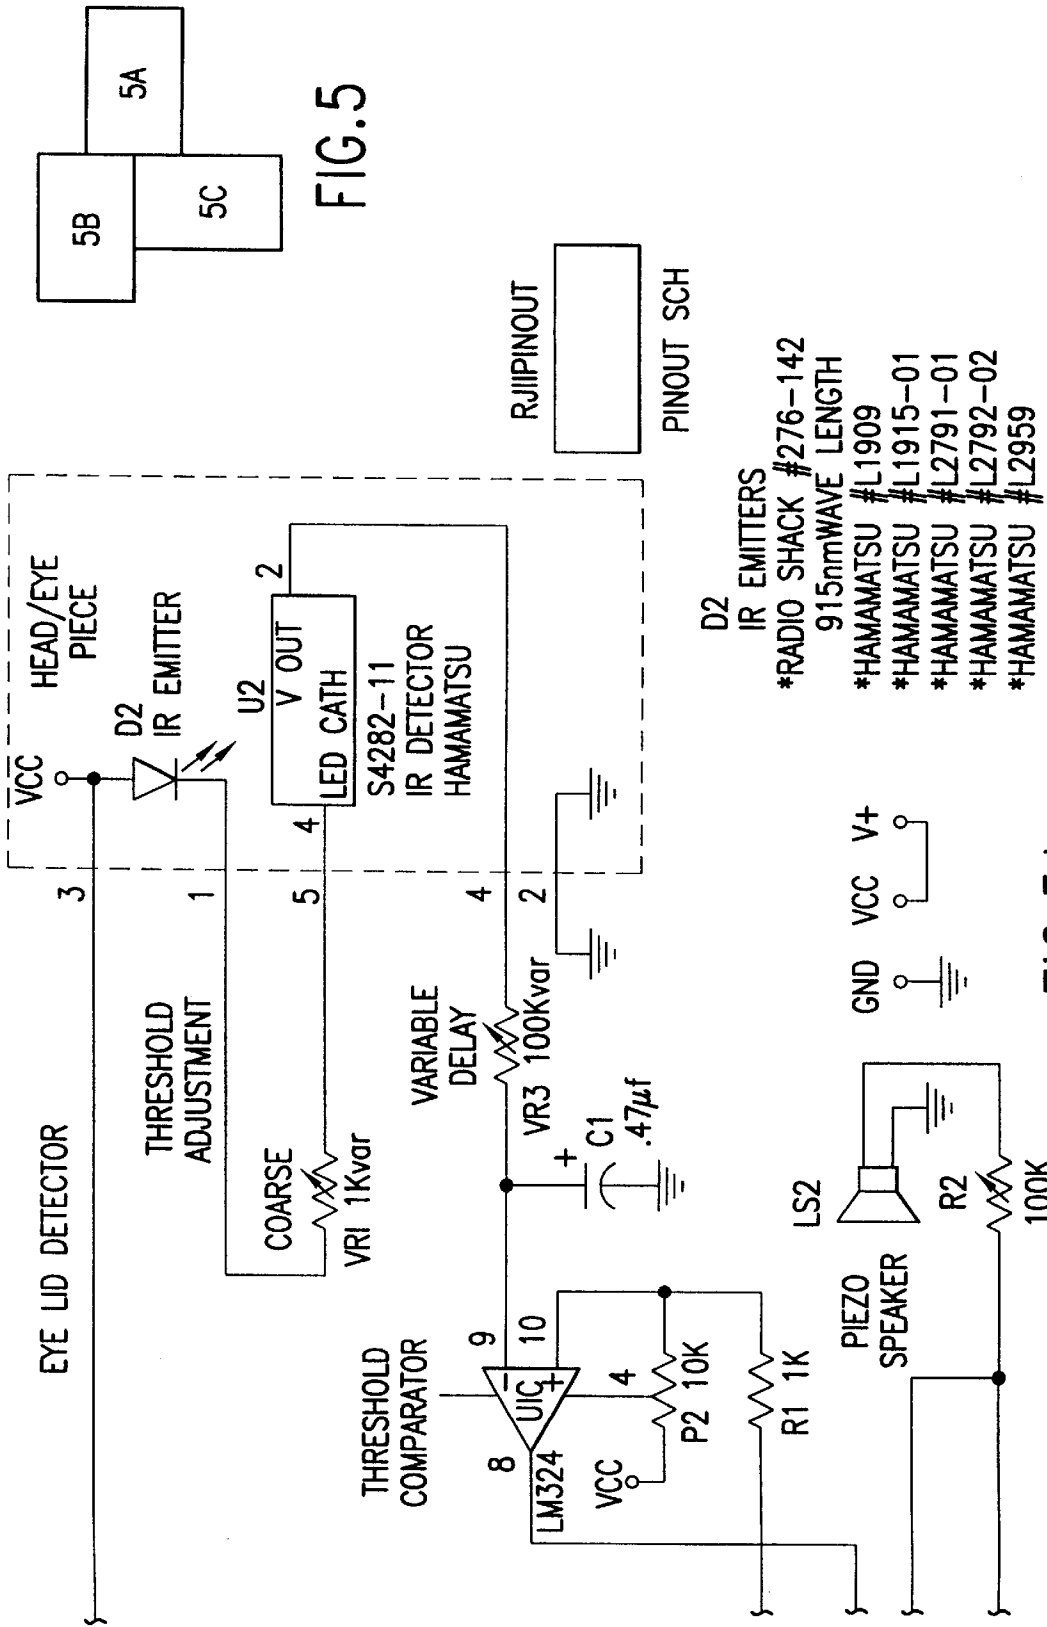 5B
5A
5C
FIG.5
EYE LID DETECTOR
3
VCC
HEAD/EYE
PIECE
D2
IR EMITTER
THRESHOLD
ADJUSTMENT
1
COARSE
VRI 1Kvar
5
4
U2
V OUT
LED CATH
2
S4282-11
IR DETECTOR
HAMAMATSU
THRESHOLD
COMPARATOR
VARIABLE
DELAY
VR3 100Kvar
4
2
RJIIPINOUT
PINOUT SCH
8
9
10
UIC
-
+
LM324
4
+
C1
.47µf
VCC
P2 10K
R1 1K
D2
IR EMITTERS
*RADIO SHACK #276-142
915nmWAVE LENGTH
*HAMAMATSU #L1909
*HAMAMATSU #L1915-01
*HAMAMATSU #L2791-01
*HAMAMATSU #L2792-02
*HAMAMATSU #L2959
PIEZO
SPEAKER
LS2
R2
100K
GND
VCC
V+